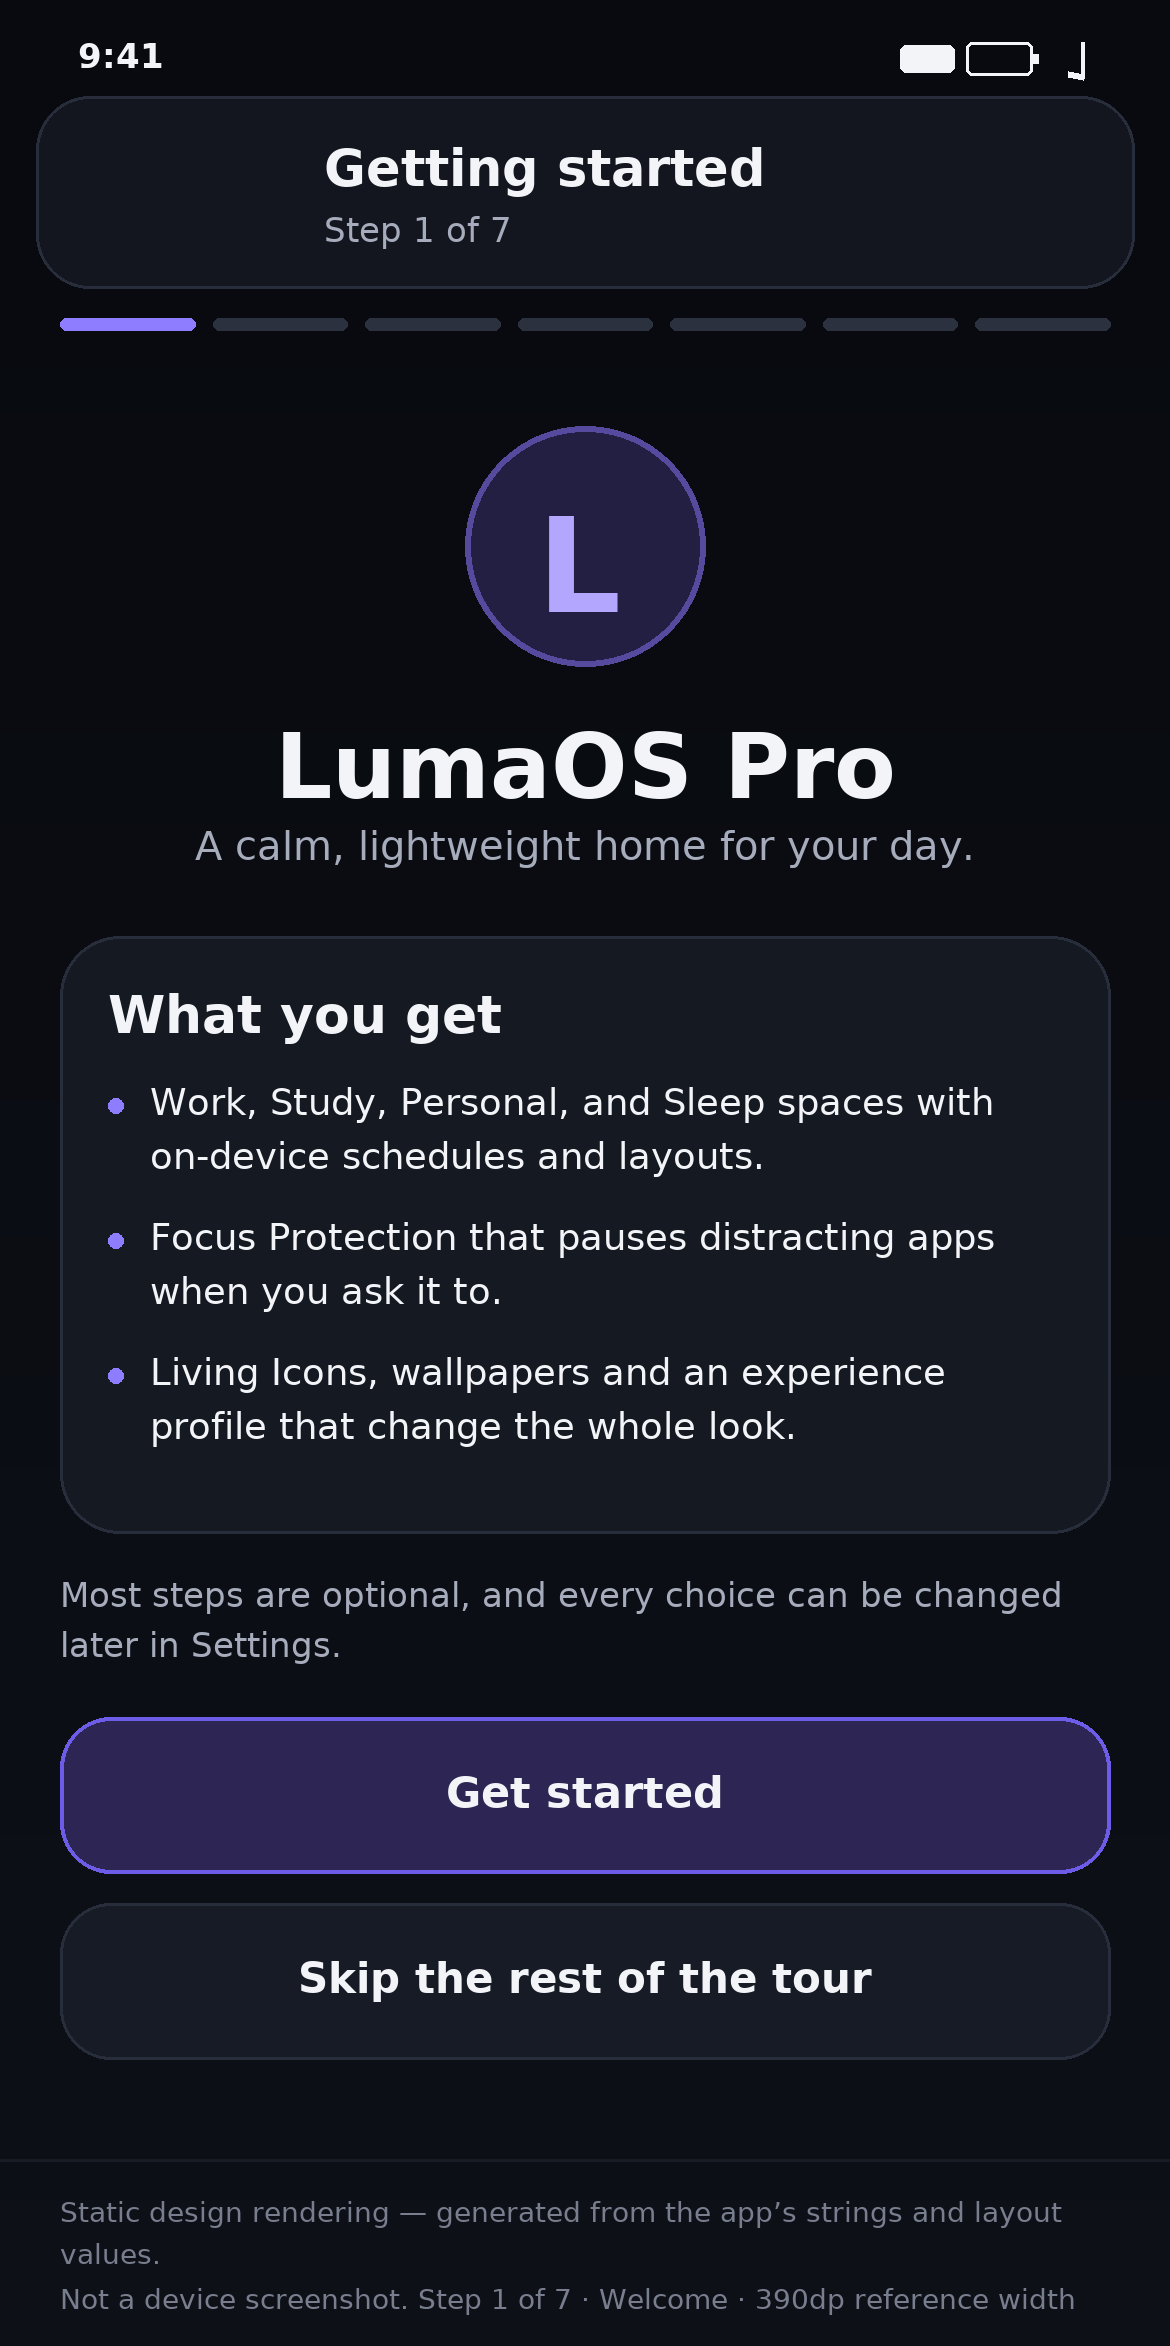 9:41
Getting started
Step 1 of 7
L
LumaOS Pro
A calm, lightweight home for your day.
What you get
Work, Study, Personal, and Sleep spaces with
on-device schedules and layouts.
Focus Protection that pauses distracting apps
when you ask it to.
Living Icons, wallpapers and an experience
profile that change the whole look.
Most steps are optional, and every choice can be changed
later in Settings.
Get started
Skip the rest of the tour
Static design rendering — generated from the app’s strings and layout
values.
Not a device screenshot. Step 1 of 7 · Welcome · 390dp reference width